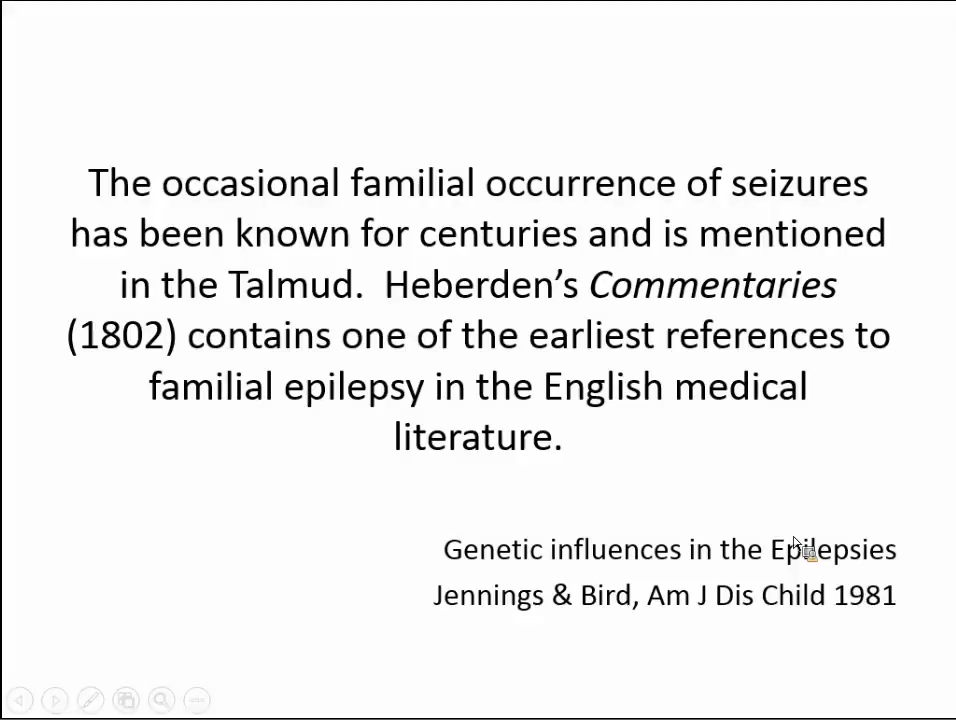 The occasional familial occurrence of seizures
has been known for centuries and is mentioned
in the Talmud.  Heberden’s Commentaries
(1802) contains one of the earliest references to
familial epilepsy in the English medical
literature.
Genetic influences in the Epilepsies
Jennings & Bird, Am J Dis Child 1981